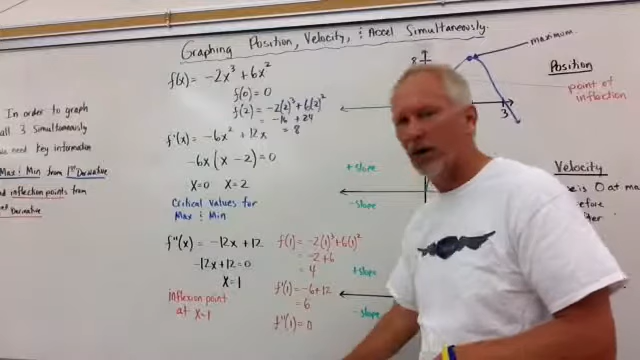 Graphing Position, Velocity, & Accel Simultaneously.
In order to graph
all 3 Simultaneously
need key information
Max & Min from 1st Derivative
inflection points from
Derivative
f(x) = -2x³ + 6x²
f(0) = 0
f(2) = -2(2)³ + 6(2)²
= -16 + 24
= 8
f'(x) = -6x² + 12x
-6x(x - 2) = 0
x=0 x=2
Critical values for
Max & Min
f"(x) = -12x + 12
-12x + 12 = 0
x = 1
inflexion point
at x=1
f(1) = -2(1)³ + 6(1)²
= -2 + 6
= 4
f'(1) = -6 + 12
= 6
f"(1) = 0
8
maximum
3
Position
point of
inflection
+ slope
- slope
+ slope
- slope
Velocity
is 0 at